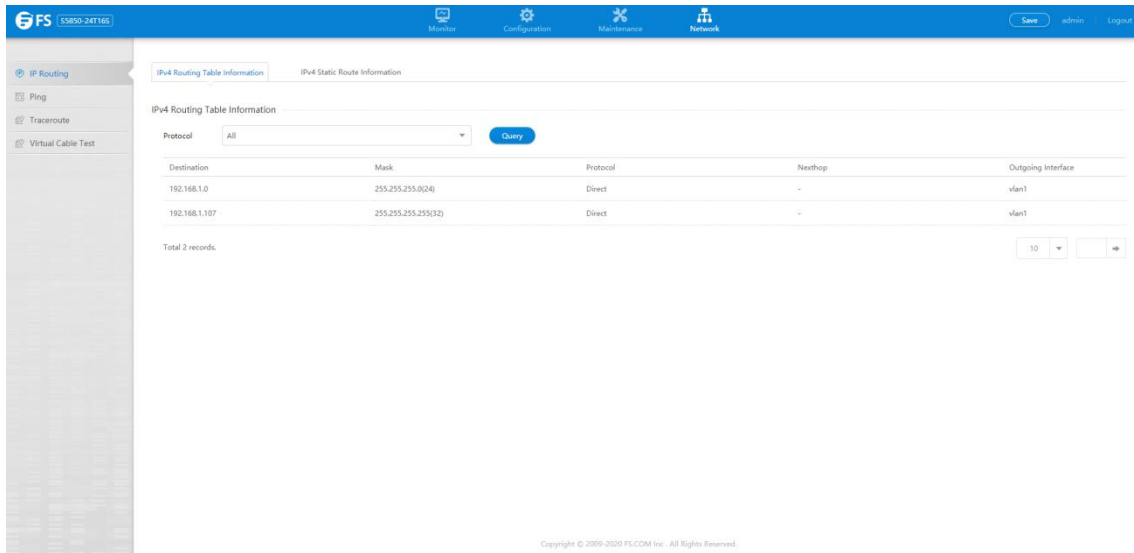 FS S5850-24T16S
Monitor
Configuration
Maintenance
Network
Save admin Logout
IP Routing
Ping
Traceroute
Virtual Cable Test
IPv4 Routing Table Information IPv4 Static Route Information
IPv4 Routing Table Information
Protocol All Query
Destination Mask Protocol Nexthop Outgoing Interface
192.168.1.0 255.255.255.0(24) Direct - vlan1
192.168.1.107 255.255.255.255(32) Direct - vlan1
Total 2 records. 10
Copyright © 2009-2020 FS.COM Inc . All Rights Reserved.